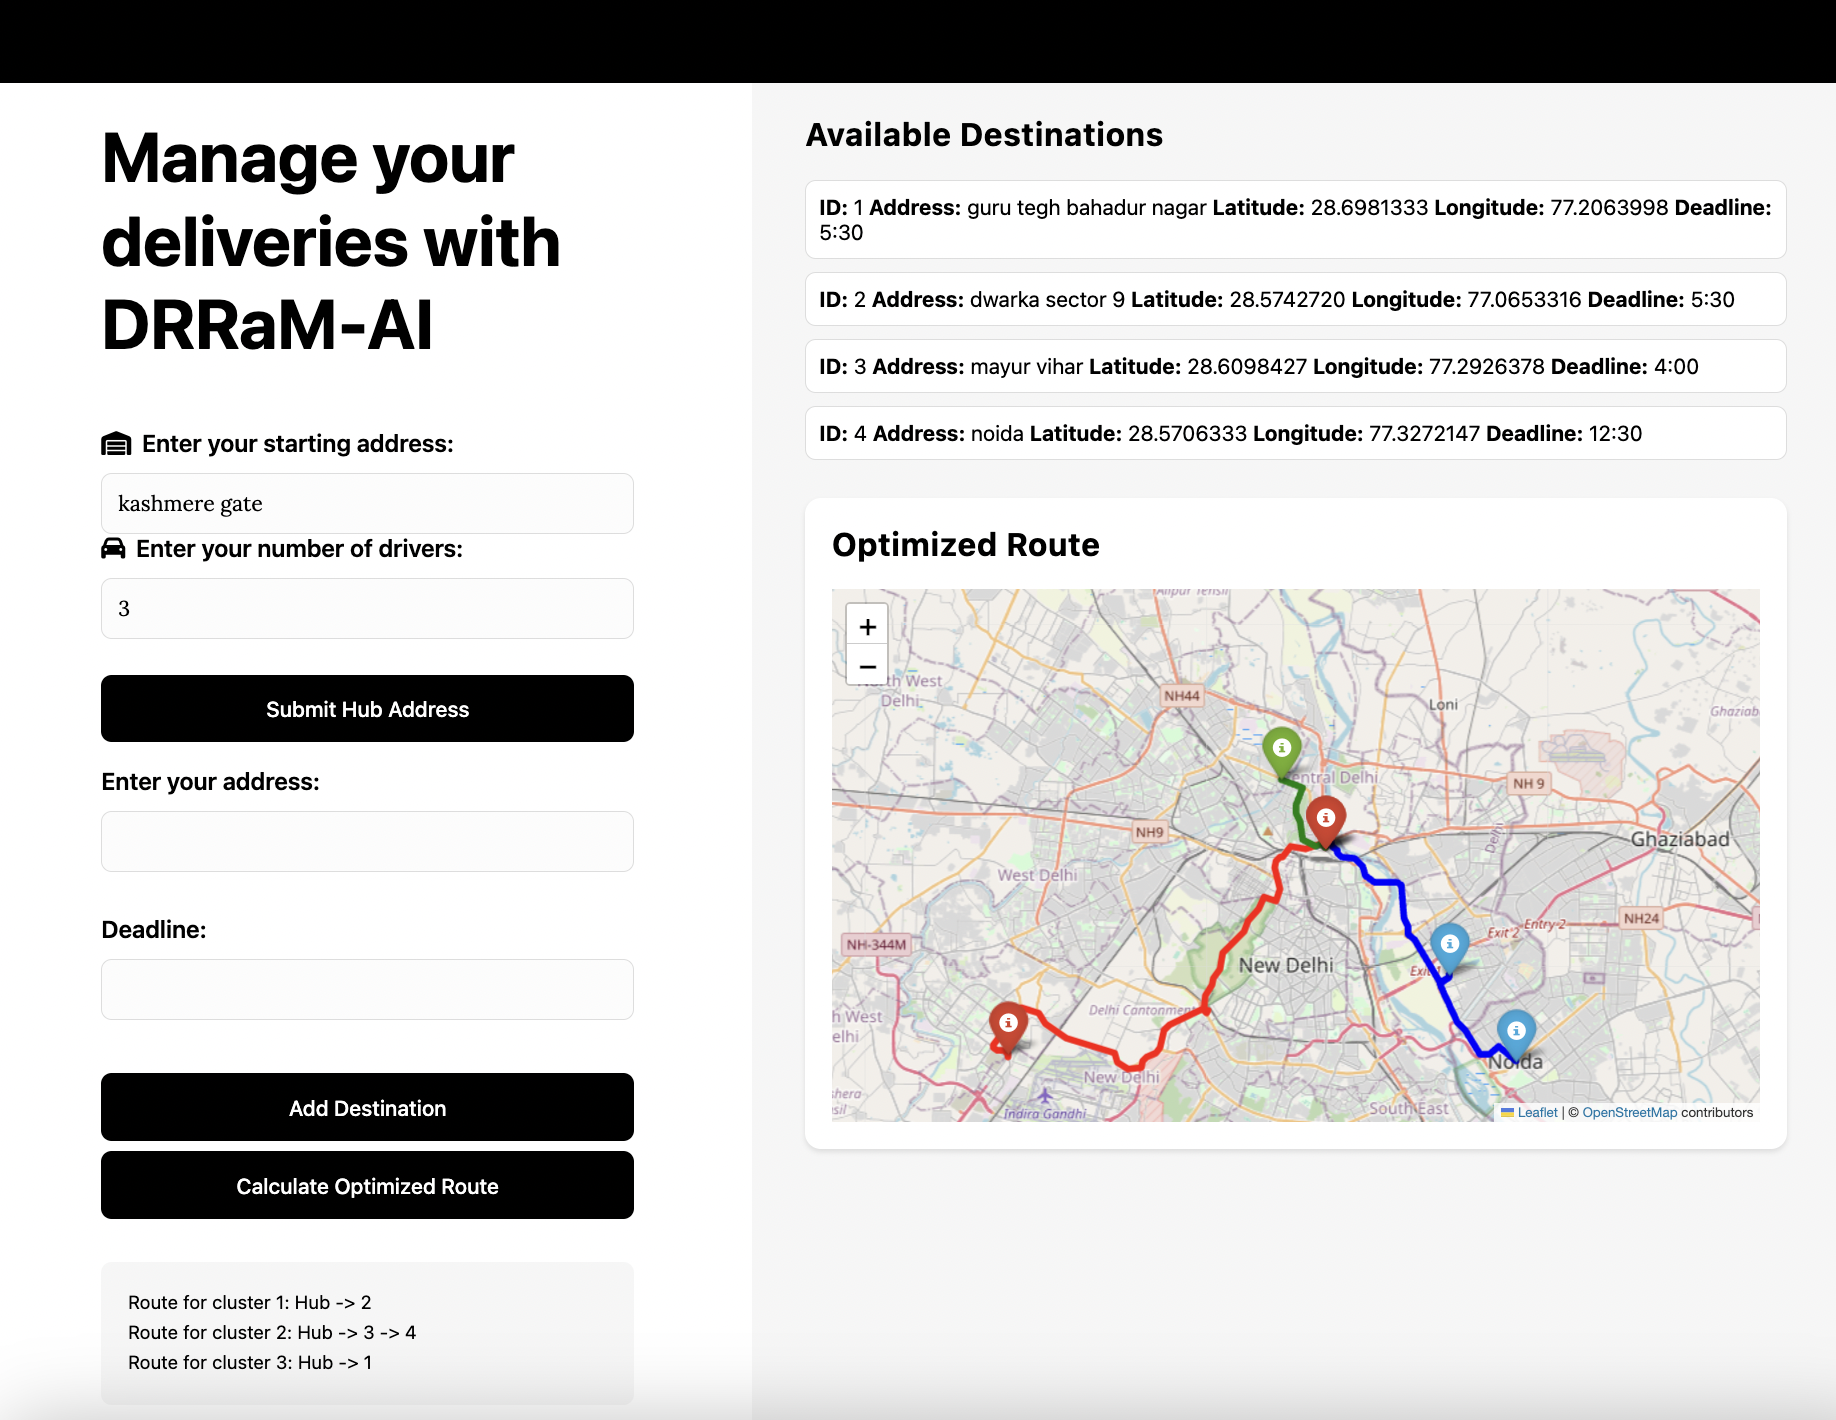 Manage your
deliveries with
DRRaM-AI
Enter your starting address:
kashmere gate
Enter your number of drivers:
3
Submit Hub Address
Enter your address:
Deadline:
Add Destination
Calculate Optimized Route
Route for cluster 1: Hub -> 2
Route for cluster 2: Hub -> 3 -> 4
Route for cluster 3: Hub -> 1
Available Destinations
ID: 1 Address: guru tegh bahadur nagar Latitude: 28.6981333 Longitude: 77.2063998 Deadline:
5:30
ID: 2 Address: dwarka sector 9 Latitude: 28.5742720 Longitude: 77.0653316 Deadline: 5:30
ID: 3 Address: mayur vihar Latitude: 28.6098427 Longitude: 77.2926378 Deadline: 4:00
ID: 4 Address: noida Latitude: 28.5706333 Longitude: 77.3272147 Deadline: 12:30
Optimized Route
+
−
West
Delhi
NH44
Loni
Ghaziab
Central Delhi
NH 9
NH9
Delhi
Ghaziabad
West Delhi
NH-344M
NH24
Exit 2
Entry-2
New Delhi
Exit
Delhi Cantonment
West
elhi
Noida
New Delhi
Indira Gandhi
South East
Leaflet | © OpenStreetMap contributors